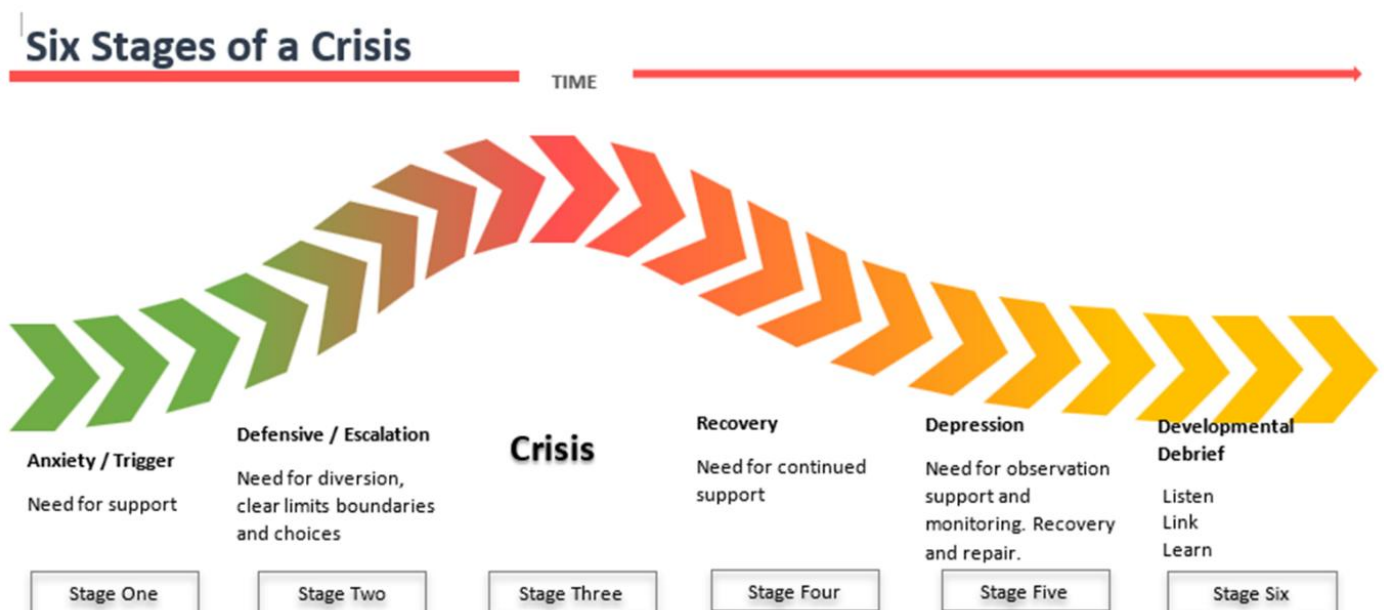 Six Stages of a Crisis
TIME
Anxiety / Trigger
Need for support
Defensive / Escalation
Need for diversion,
clear limits boundaries
and choices
Crisis
Recovery
Need for continued
support
Depression
Need for observation
support and
monitoring. Recovery
and repair.
Developmental
Debrief
Listen
Link
Learn
Stage One
Stage Two
Stage Three
Stage Four
Stage Five
Stage Six